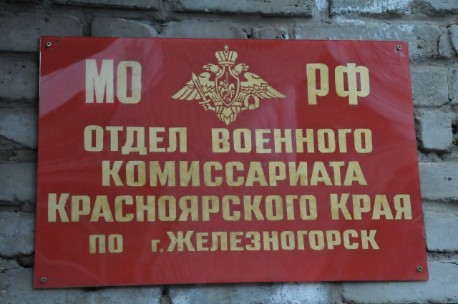 МО РФ
ОТДЕЛ ВОЕННОГО
КОМИССАРИАТА
КРАСНОЯРСКОГО КРАЯ
ПО г.ЖЕЛЕЗНОГОРСК